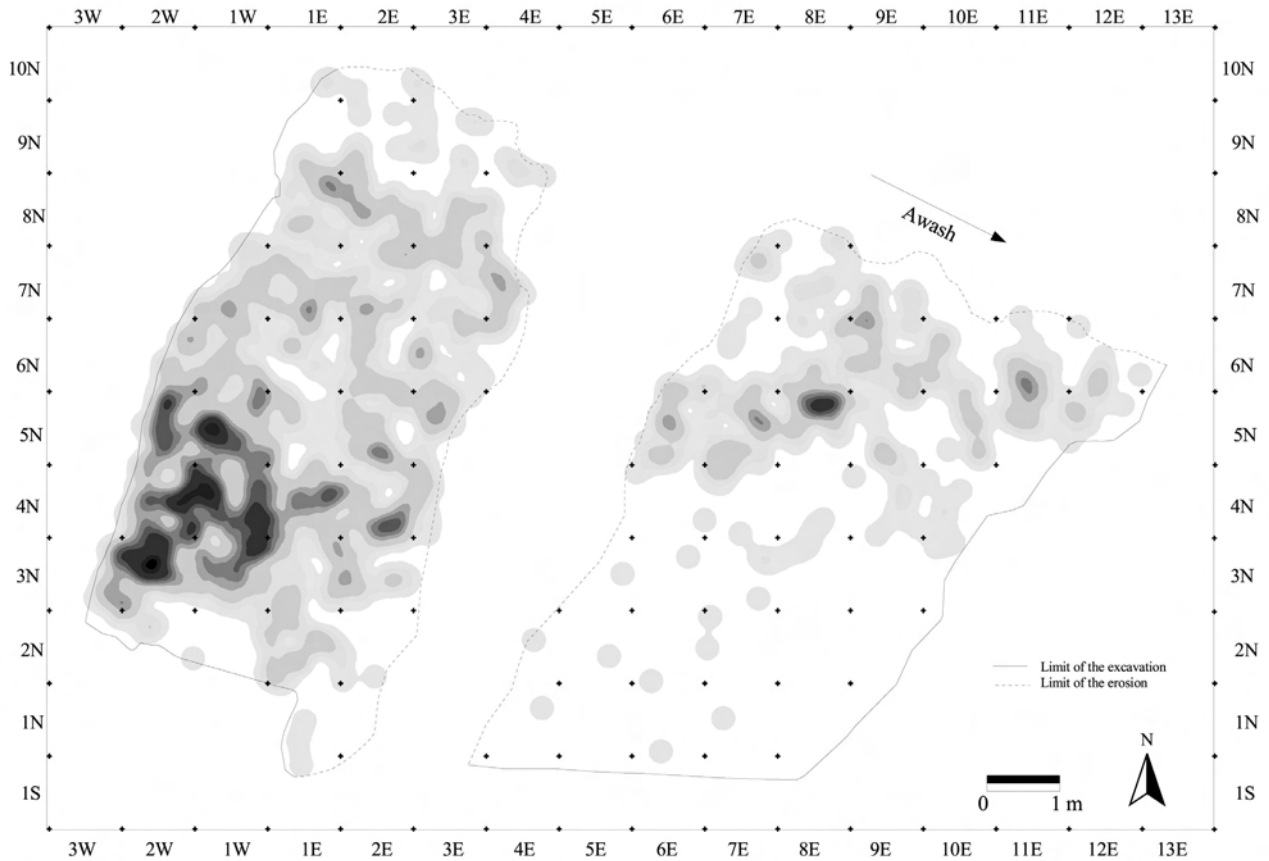 3W 2W 1W 1E 2E 3E 4E 5E 6E 7E 8E 9E 10E 11E 12E 13E
10N 10N
9N 9N
8N 8N
Awash
7N 7N
6N 6N
5N 5N
4N 4N
3N 3N
2N 2N
Limit of the excavation
Limit of the erosion
1N 1N
N
1S 1S
0 1 m
3W 2W 1W 1E 2E 3E 4E 5E 6E 7E 8E 9E 10E 11E 12E 13E